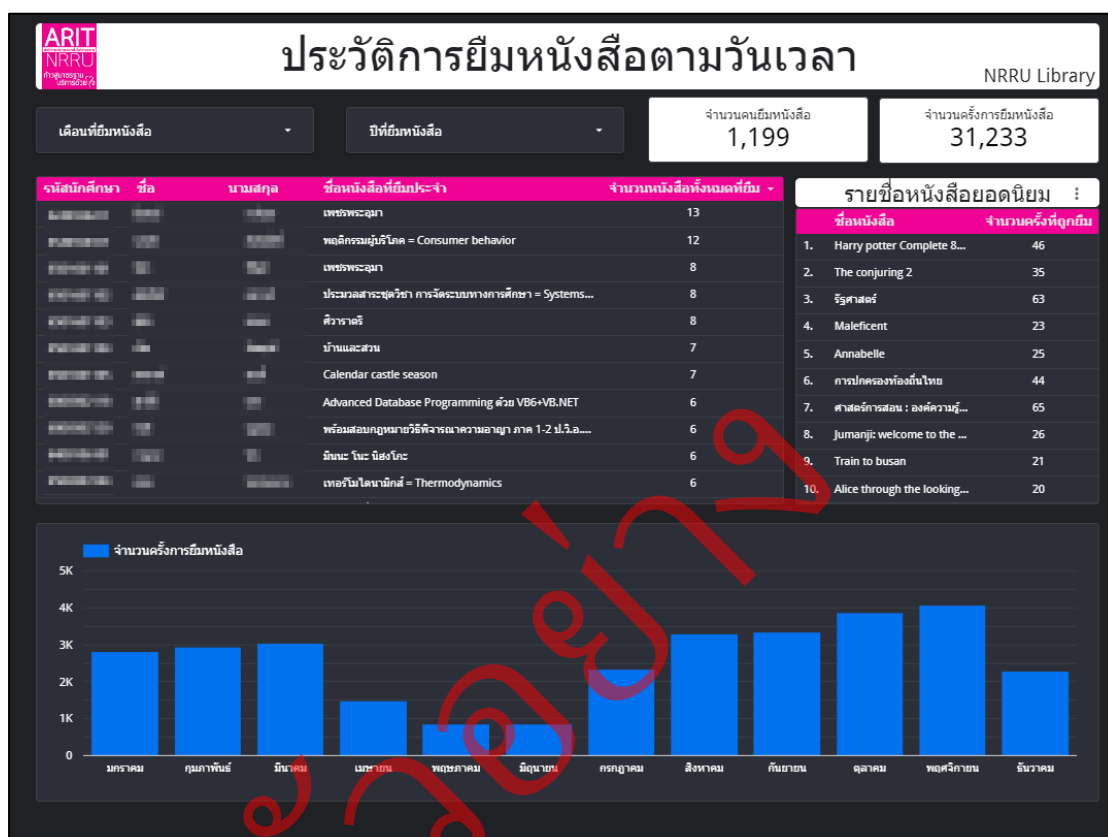 ARIT
NRRU
ประวัติการยืมหนังสือตามวันเวลา
NRRU Library
เดือนที่ยืมหนังสือ
ปีที่ยืมหนังสือ
จำนวนคนยืมหนังสือ
1,199
จำนวนครั้งการยืมหนังสือ
31,233
รหัสนักศึกษา ชื่อ นามสกุล ชื่อหนังสือที่ยืมประจำ จำนวนหนังสือทั้งหมดที่ยืม
เพชรพระอุมา 13
พฤติกรรมผู้บริโภค = Consumer behavior 12
เพชรพระอุมา 8
ประมวลสาระชุดวิชา การจัดระบบทางการศึกษา = Systems... 8
ศิวาราตรี 8
บ้านและสวน 7
Calendar castle season 7
Advanced Database Programming ด้วย VB6+VB.NET 6
พร้อมสอบกฎหมายวิธีพิจารณาความอาญา ภาค 1-2 ป.วิ.อ.... 6
มินนะ โนะ นิฮงโกะ 6
เทอร์โมไดนามิกส์ = Thermodynamics 6
รายชื่อหนังสือยอดนิยม
ชื่อหนังสือ จำนวนครั้งที่ถูกยืม
1. Harry potter Complete 8... 46
2. The conjuring 2 35
3. รัฐศาสตร์ 63
4. Maleficent 23
5. Annabelle 25
6. การปกครองท้องถิ่นไทย 44
7. ศาสตร์การสอน : องค์ความรู้... 65
8. Jumanji: welcome to the ... 26
9. Train to busan 21
10. Alice through the looking... 20
จำนวนครั้งการยืมหนังสือ
5K
4K
3K
2K
1K
0
มกราคม กุมภาพันธ์ มีนาคม เมษายน พฤษภาคม มิถุนายน กรกฎาคม สิงหาคม กันยายน ตุลาคม พฤศจิกายน ธันวาคม
ตัวอย่าง